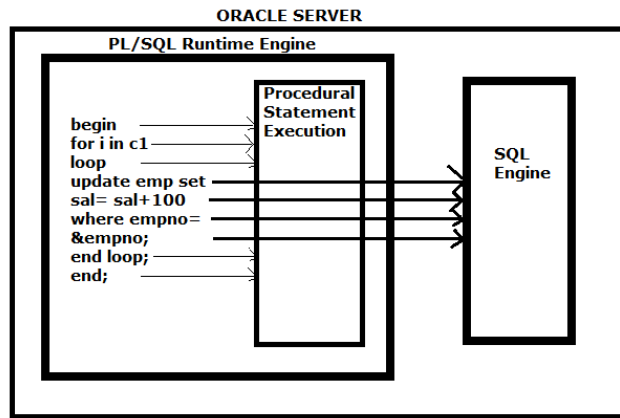 ORACLE SERVER
PL/SQL Runtime Engine
Procedural
Statement
Execution
begin
for i in c1
loop
update emp set
sal= sal+100
where empno=
&empno;
end loop;
end;
SQL
Engine